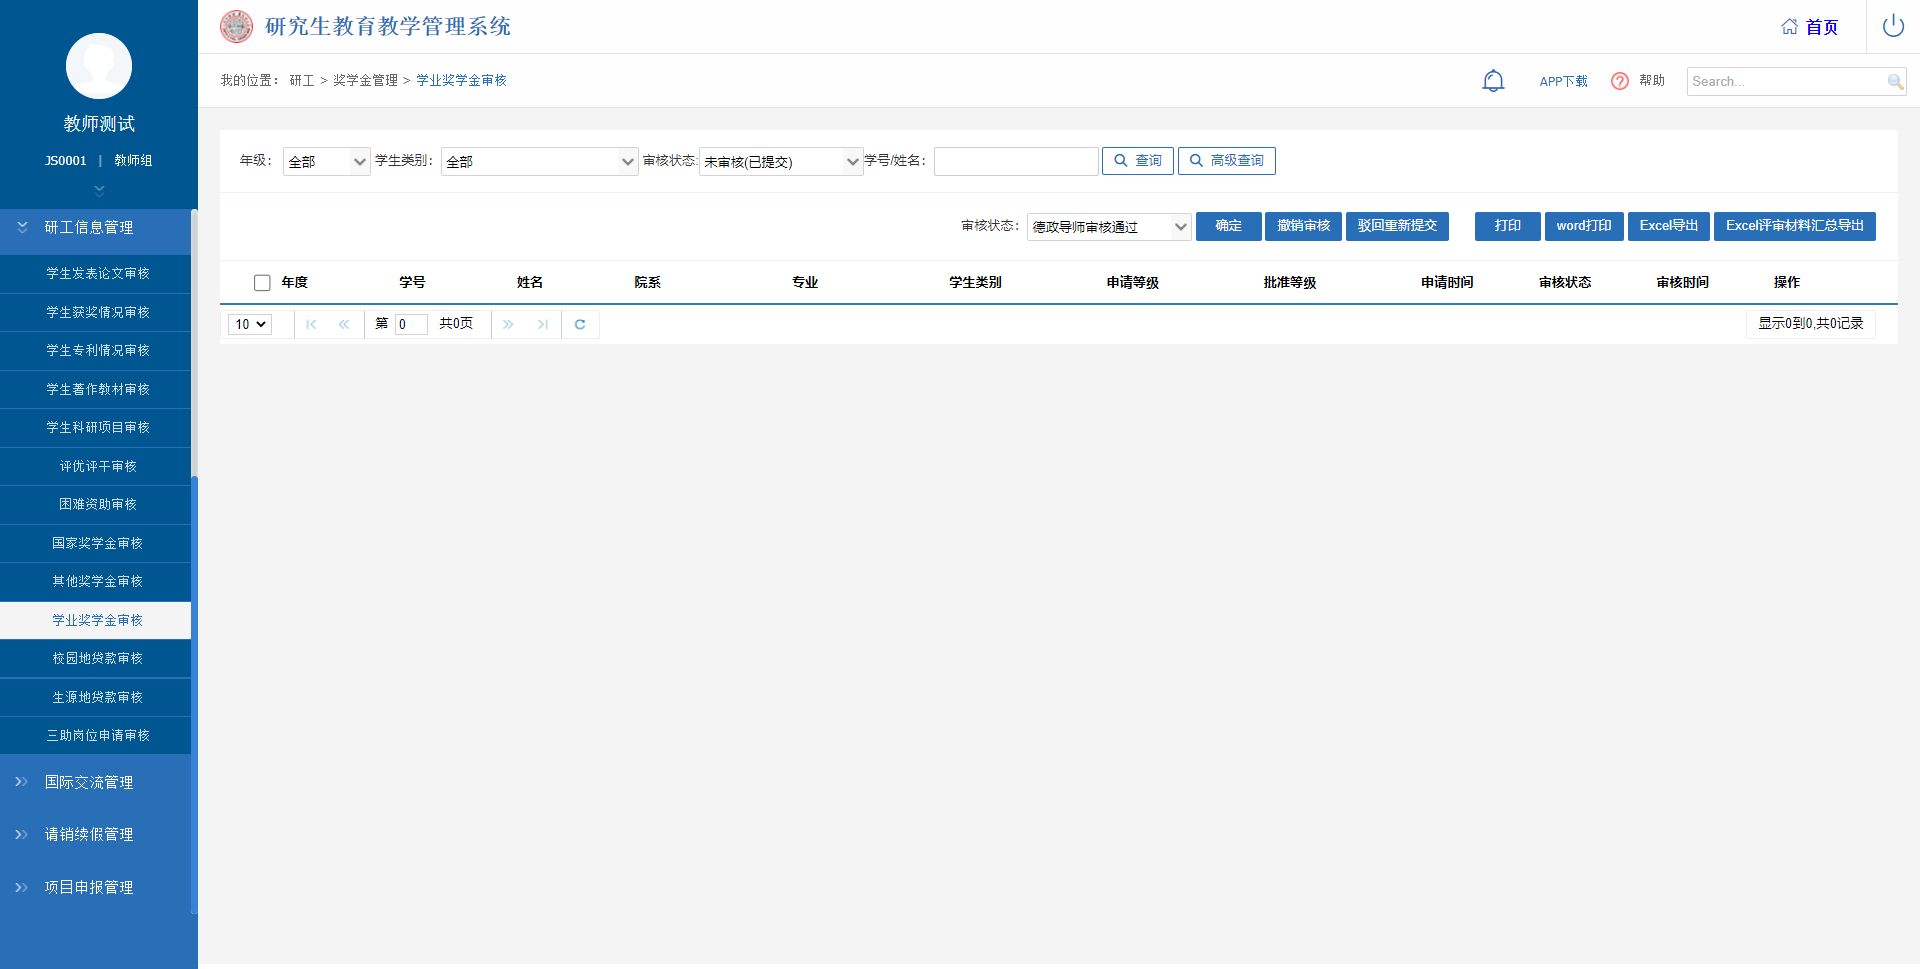 研究生教育教学管理系统
首页
教师测试
JS0001 | 教师组
我的位置： 研工 > 奖学金管理 > 学业奖学金审核
APP下载
帮助
Search...
年级： 全部 学生类别： 全部 审核状态: 未审核(已提交) 学号/姓名： 查询 高级查询
审核状态： 德政导师审核通过 确定 撤销审核 驳回重新提交 打印 word打印 Excel导出 Excel评审材料汇总导出
年度 学号 姓名 院系 专业 学生类别 申请等级 批准等级 申请时间 审核状态 审核时间 操作
10 第 0 共0页 显示0到0,共0记录
研工信息管理
学生发表论文审核
学生获奖情况审核
学生专利情况审核
学生著作教材审核
学生科研项目审核
评优评干审核
困难资助审核
国家奖学金审核
其他奖学金审核
学业奖学金审核
校园地贷款审核
生源地贷款审核
三助岗位申请审核
国际交流管理
请销续假管理
项目申报管理